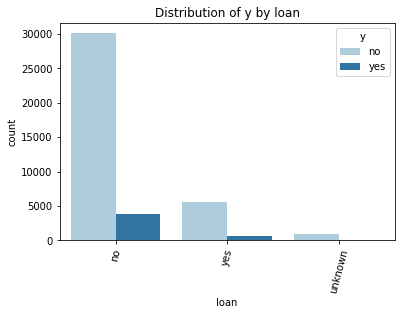 Distribution of y by loan
y
no
yes
30000
25000
20000
15000
10000
5000
0
count
no
yes
unknown
loan